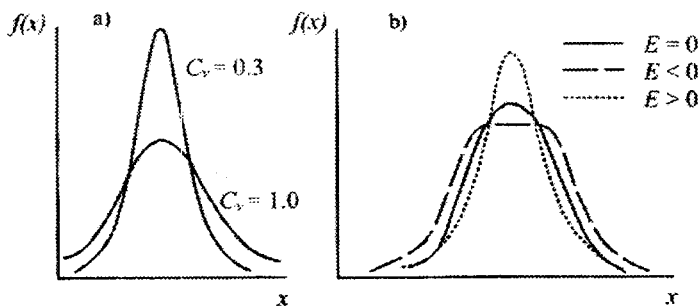 f(x) a)
C_v = 0.3
C_v = 1.0
x
f(x) b)
E = 0
E < 0
E > 0
x